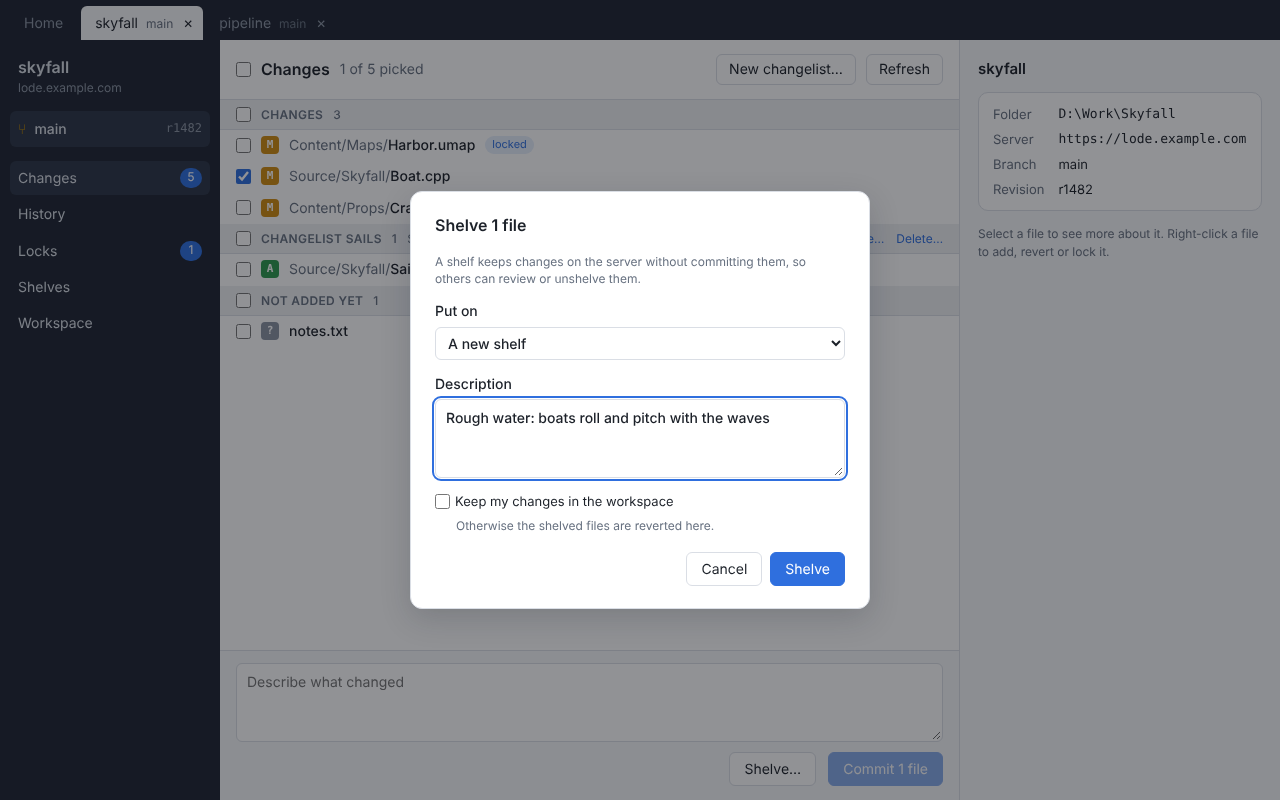 Home
skyfall main ×
pipeline main ×
skyfall
lode.example.com
main r1482
Changes 5
History
Locks 1
Shelves
Workspace
Changes 1 of 5 picked
New changelist...
Refresh
CHANGES 3
M Content/Maps/Harbor.umap locked
M Source/Skyfall/Boat.cpp
M Content/Props/
CHANGELIST SAILS 1
Delete...
A Source/Skyfall/
NOT ADDED YET 1
? notes.txt
Shelve 1 file
A shelf keeps changes on the server without committing them, so
others can review or unshelve them.
Put on
A new shelf
Description
Rough water: boats roll and pitch with the waves
Keep my changes in the workspace
Otherwise the shelved files are reverted here.
Cancel
Shelve
Describe what changed
Shelve...
Commit 1 file
skyfall
Folder D:\Work\Skyfall
Server https://lode.example.com
Branch main
Revision r1482
Select a file to see more about it. Right-click a file
to add, revert or lock it.